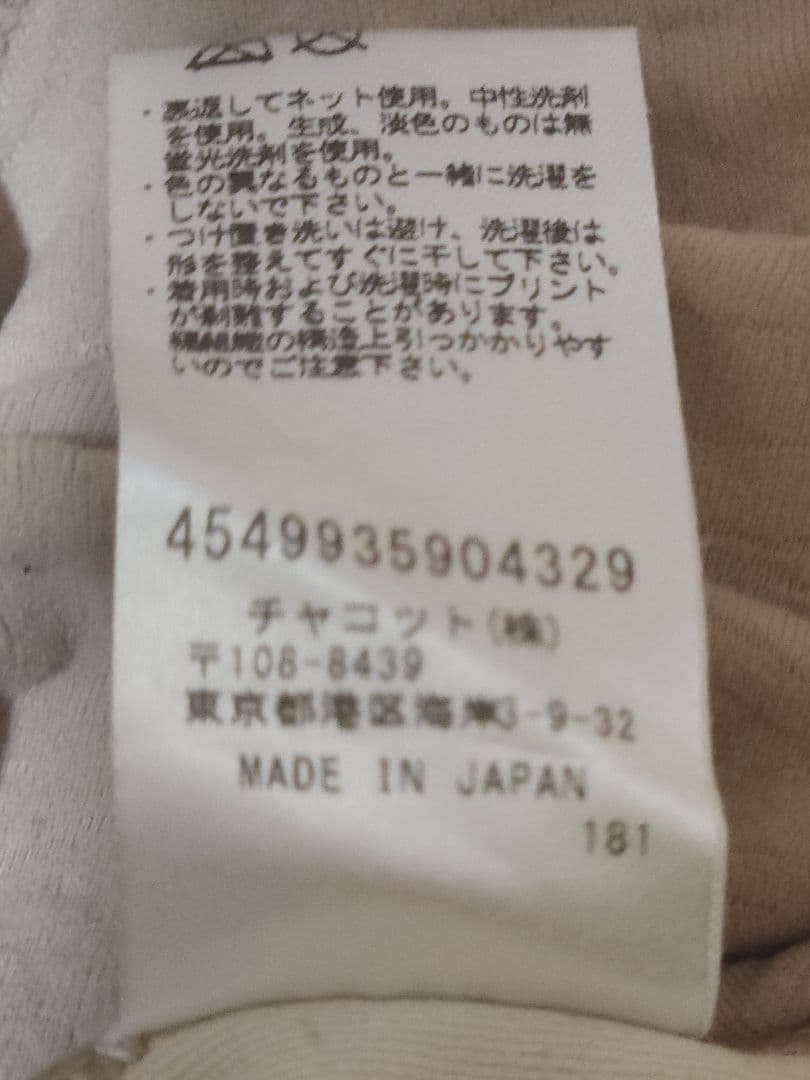 ・裏返してネット使用。中性洗剤
を使用。生成、淡色のものは無
蛍光洗剤を使用。
・色の異なるものと一緒に洗濯を
しないで下さい。
・つけ置き洗いは避け、洗濯後は
形を整えてすぐに干して下さい。
・着用時および洗濯時にプリント
が剥離することがあります。
の構造上引っかかりやす
いのでご注意下さい。
4549935904329
チャコット(株)
〒108-8439
東京都港区海岸3-9-32
MADE IN JAPAN
181